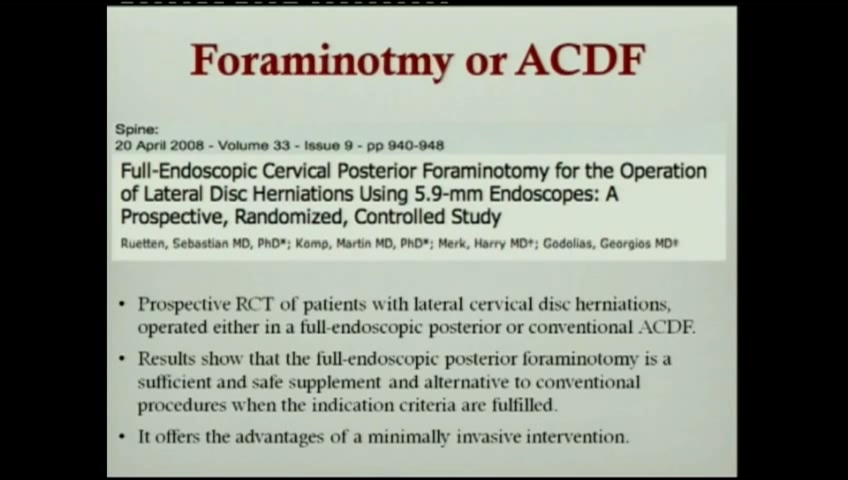 Foraminotmy or ACDF
Spine:
20 April 2008 - Volume 33 - Issue 9 - pp 940-948
Full-Endoscopic Cervical Posterior Foraminotomy for the Operation
of Lateral Disc Herniations Using 5.9-mm Endoscopes: A
Prospective, Randomized, Controlled Study
Ruetten, Sebastian MD, PhD*; Komp, Martin MD, PhD*; Merk, Harry MD†; Godolias, Georgios MD‡
• Prospective RCT of patients with lateral cervical disc herniations,
operated either in a full-endoscopic posterior or conventional ACDF.
• Results show that the full-endoscopic posterior foraminotomy is a
sufficient and safe supplement and alternative to conventional
procedures when the indication criteria are fulfilled.
• It offers the advantages of a minimally invasive intervention.